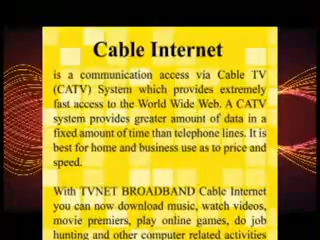 Cable Internet
is a communication access via Cable TV
(CATV) System which provides extremely
fast access to the World Wide Web. A CATV
system provides greater amount of data in a
fixed amount of time than telephone lines. It is
best for home and business use as to price and
speed.
With TVNET BROADBAND Cable Internet
you can now download music, watch videos,
movie premiers, play online games, do job
hunting and other computer related activities